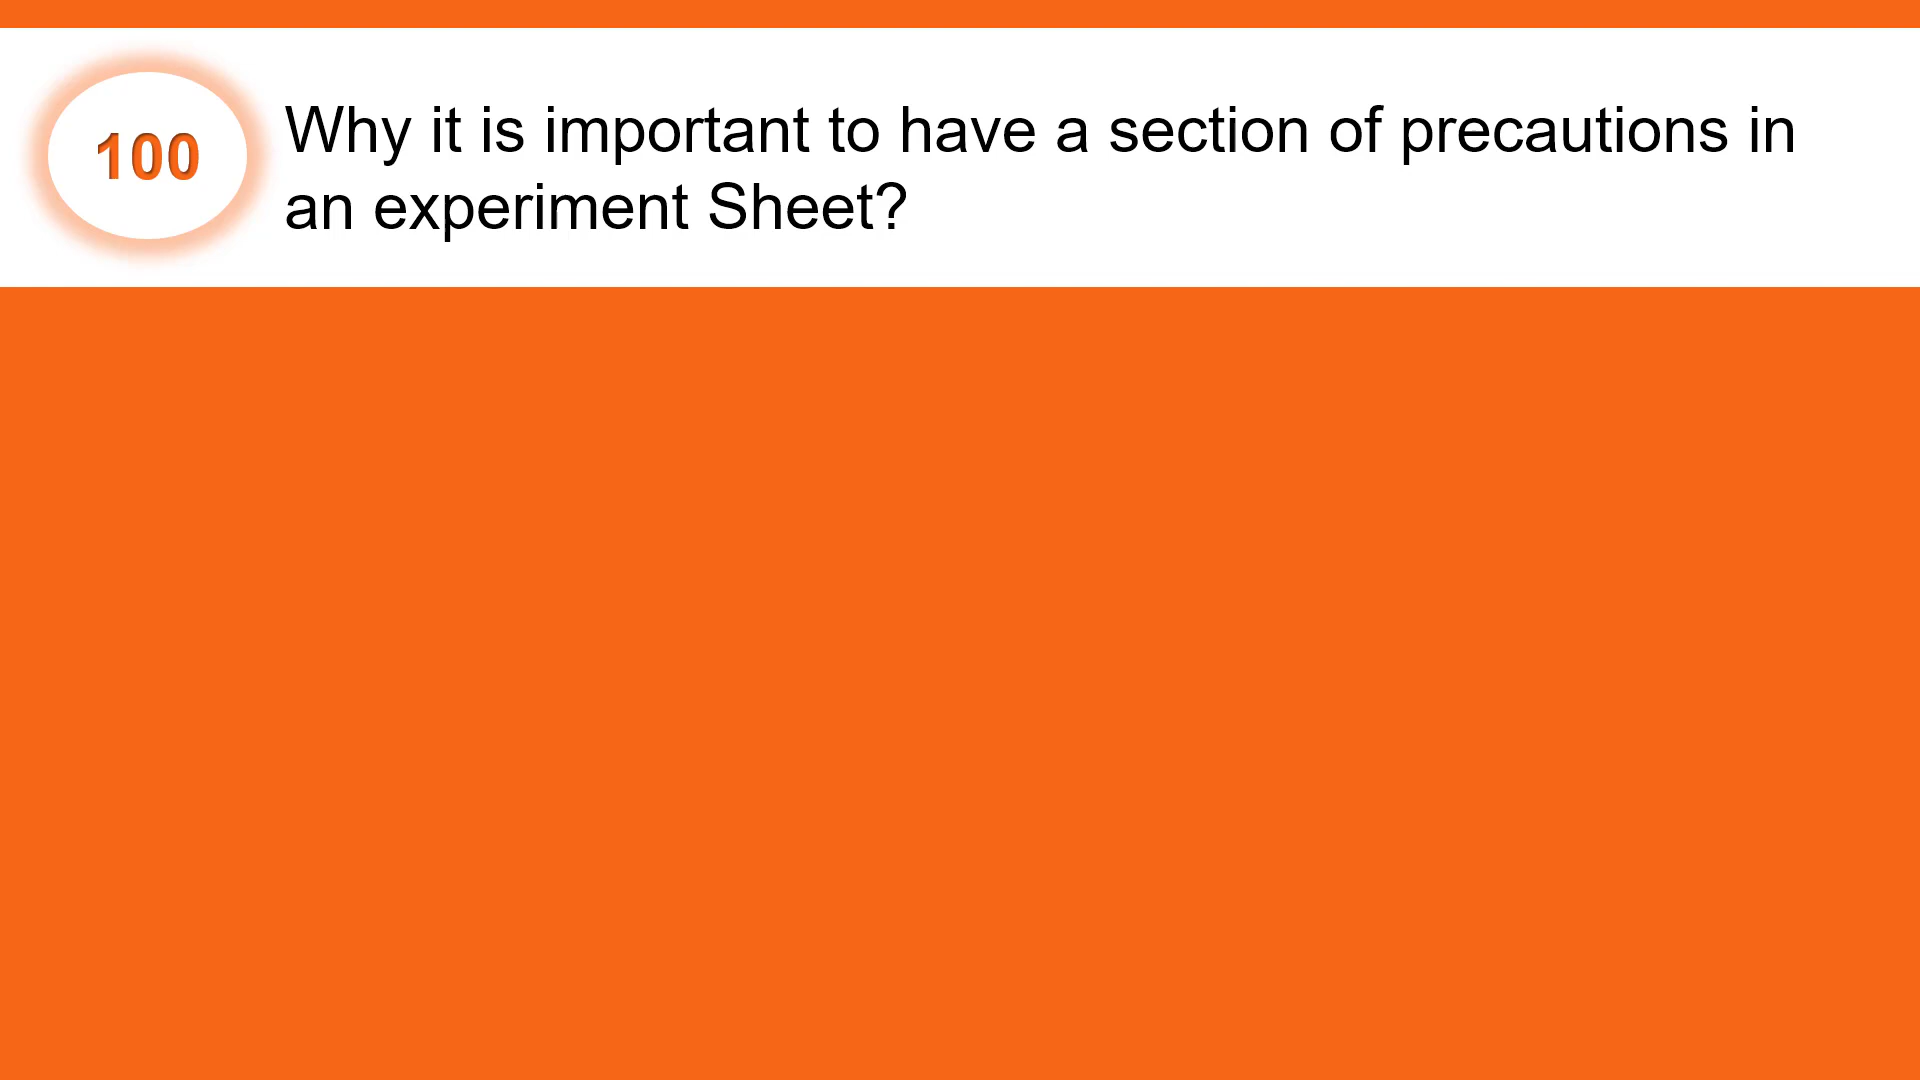 100
Why it is important to have a section of precautions in
an experiment Sheet?